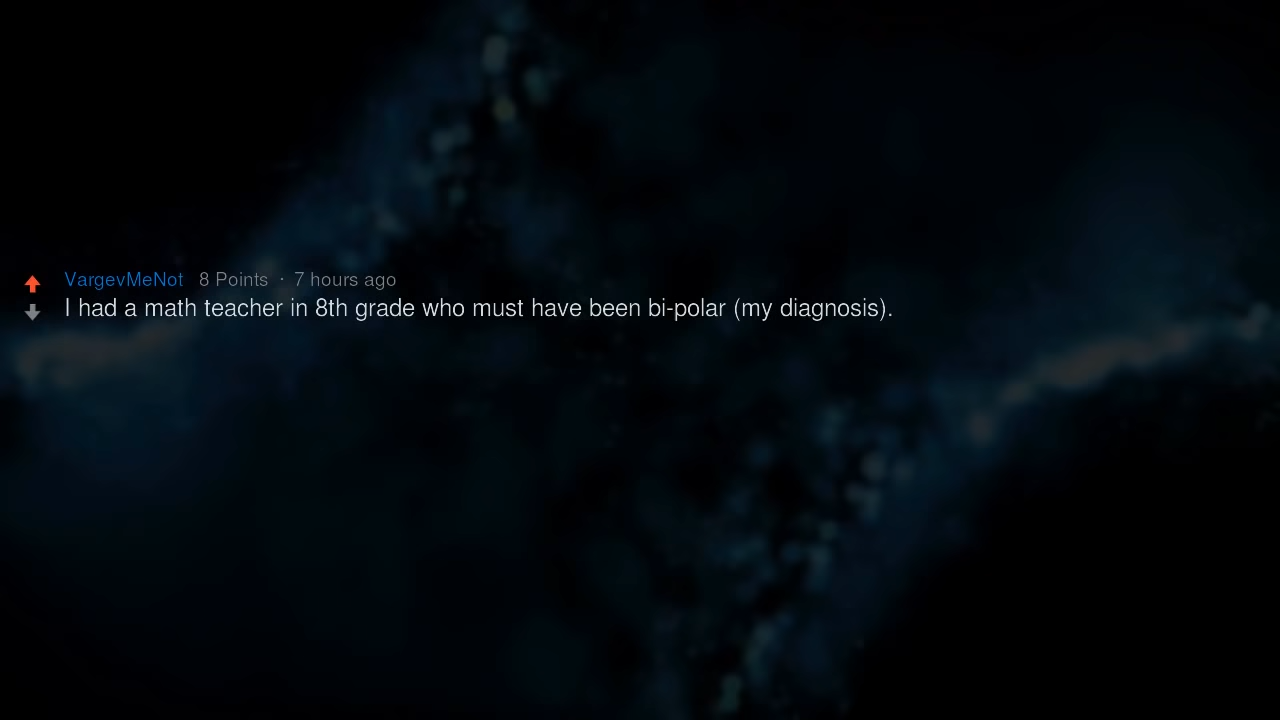 VargevMeNot 8 Points · 7 hours ago
I had a math teacher in 8th grade who must have been bi-polar (my diagnosis).